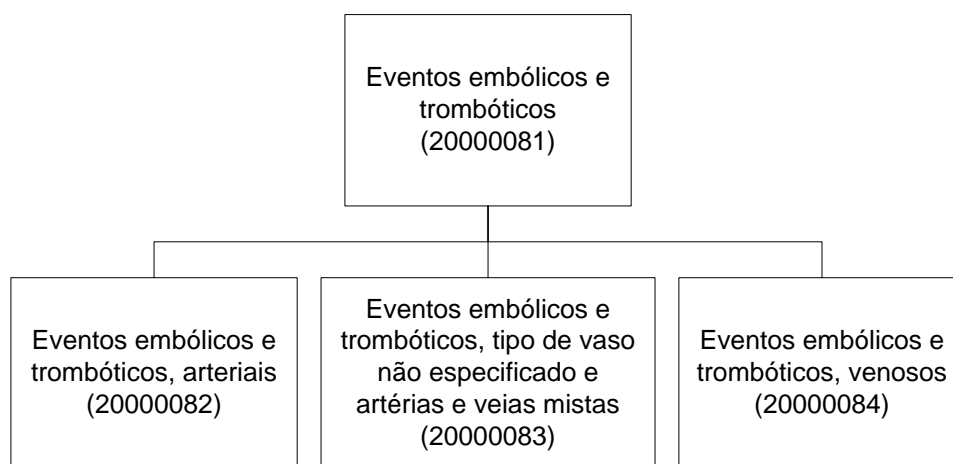 Eventos embólicos e
trombóticos
(20000081)
Eventos embólicos e
trombóticos, arteriais
(20000082)
Eventos embólicos e
trombóticos, tipo de vaso
não especificado e
artérias e veias mistas
(20000083)
Eventos embólicos e
trombóticos, venosos
(20000084)